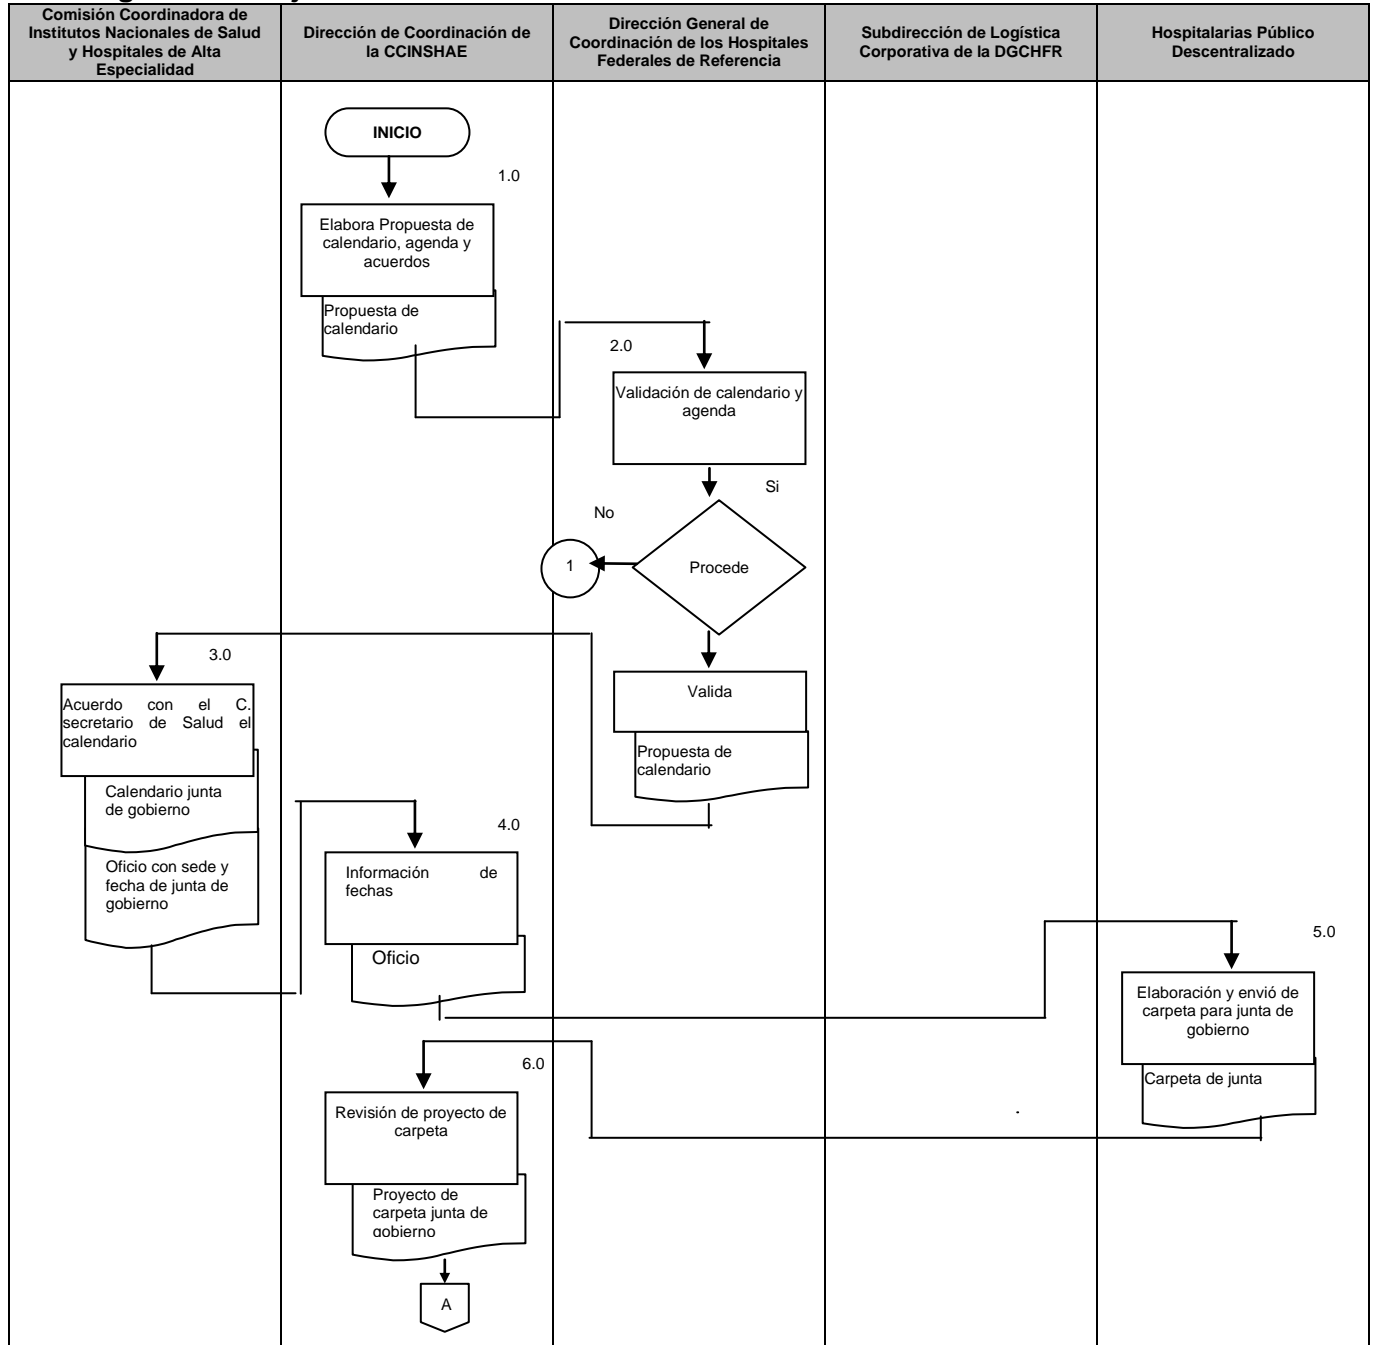 Comisión Coordinadora de
Institutos Nacionales de Salud
y Hospitales de Alta
Especialidad
Dirección de Coordinación de
la CCINSHAE
Dirección General de
Coordinación de los Hospitales
Federales de Referencia
Subdirección de Logística
Corporativa de la DGCHFR
Hospitalarias Público
Descentralizado
INICIO
1.0
Elabora Propuesta de
calendario, agenda y
acuerdos
Propuesta de
calendario
2.0
Validación de calendario y
agenda
Si
No
1
Procede
3.0
Acuerdo con el C.
secretario de Salud el
calendario
Valida
Propuesta de
calendario
Calendario junta
de gobierno
Oficio con sede y
fecha de junta de
gobierno
4.0
Información de
fechas
Oficio
5.0
Elaboración y envió de
carpeta para junta de
gobierno
Carpeta de junta
6.0
Revisión de proyecto de
carpeta
.
Proyecto de
carpeta junta de
gobierno
A